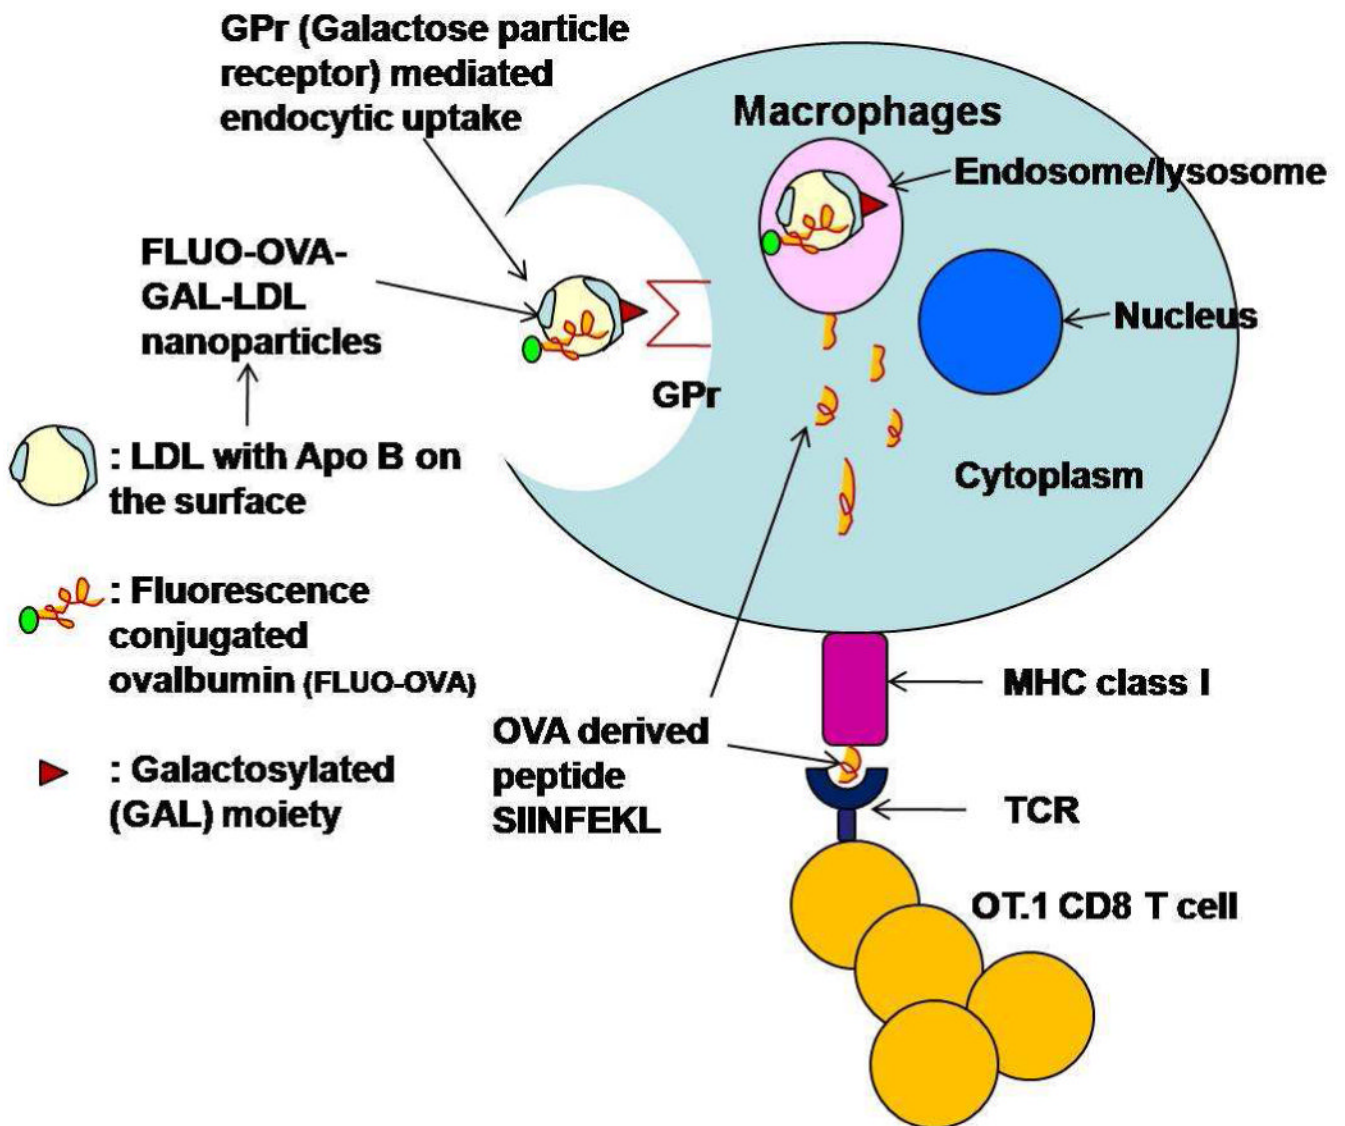 GPr (Galactose particle
receptor) mediated
endocytic uptake
Macrophages
Endosome/lysosome
FLUO-OVA-
GAL-LDL
nanoparticles
Nucleus
GPr
: LDL with Apo B on
the surface
Cytoplasm
: Fluorescence
conjugated
ovalbumin (FLUO-OVA)
MHC class I
OVA derived
peptide
SIINFEKL
: Galactosylated
(GAL) moiety
TCR
OT.1 CD8 T cell